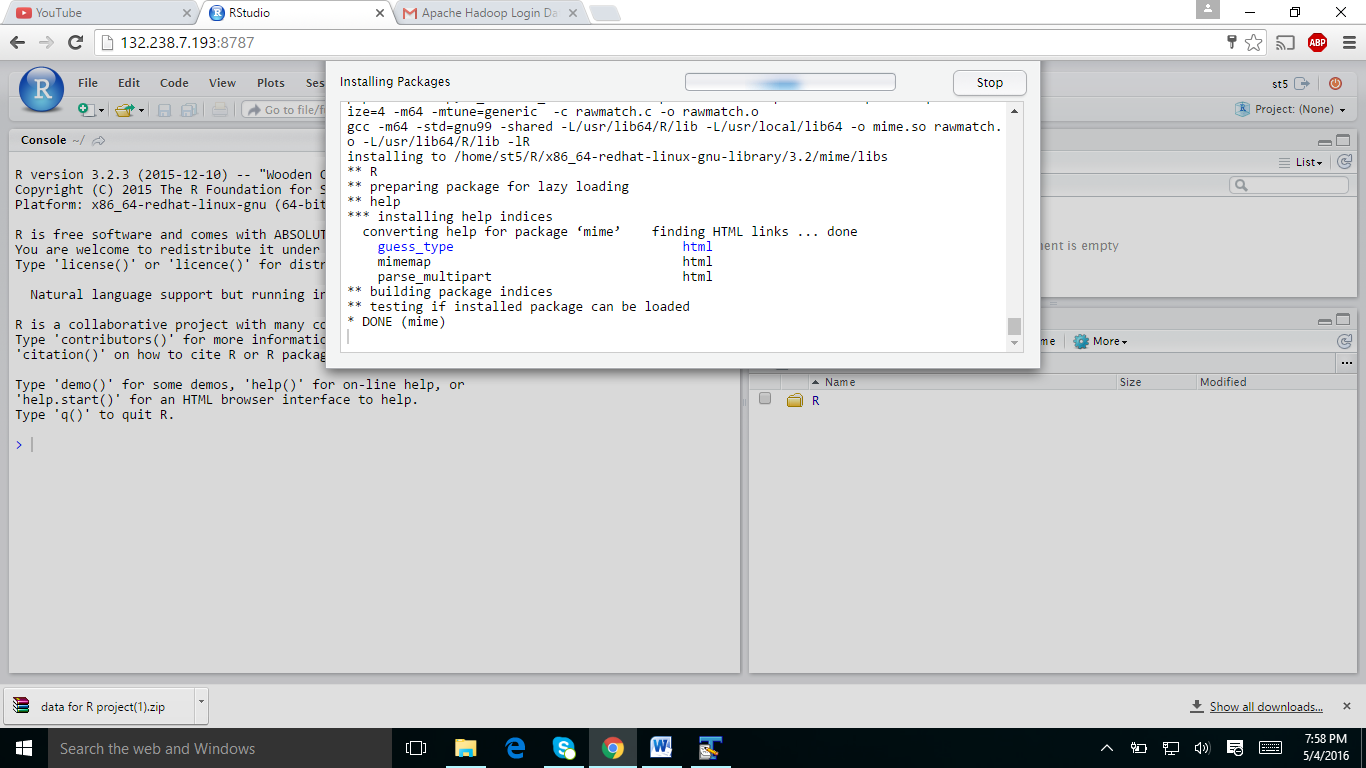 YouTube
RStudio
Apache Hadoop Login Da
132.238.7.193:8787
ABP
R
File Edit Code View Plots Ses
st5
Go to file/f
Project: (None)
Installing Packages
Stop
ize=4 -m64 -mtune=generic -c rawmatch.c -o rawmatch.o
gcc -m64 -std=gnu99 -shared -L/usr/lib64/R/lib -L/usr/local/lib64 -o mime.so rawmatch.
o -L/usr/lib64/R/lib -lR
installing to /home/st5/R/x86_64-redhat-linux-gnu-library/3.2/mime/libs
** R
** preparing package for lazy loading
** help
*** installing help indices
converting help for package ‘mime’ finding HTML links ... done
guess_type html
mimemap html
parse_multipart html
** building package indices
** testing if installed package can be loaded
* DONE (mime)
Console ~/
R version 3.2.3 (2015-12-10) -- "Wooden C
Copyright (C) 2015 The R Foundation for S
Platform: x86_64-redhat-linux-gnu (64-bit
R is free software and comes with ABSOLUT
You are welcome to redistribute it under
Type 'license()' or 'licence()' for distr
Natural language support but running in
R is a collaborative project with many co
Type 'contributors()' for more informatio
'citation()' on how to cite R or R packag
Type 'demo()' for some demos, 'help()' for on-line help, or
'help.start()' for an HTML browser interface to help.
Type 'q()' to quit R.
>
List
ment is empty
me More
...
Name Size Modified
R
data for R project(1).zip
Show all downloads...
Search the web and Windows
7:58 PM
5/4/2016